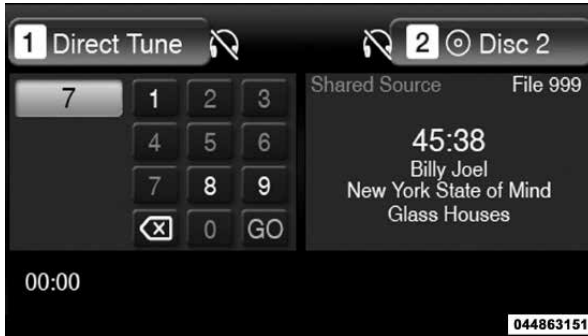 1 Direct Tune
2 Disc 2
7
1 2 3
4 5 6
7 8 9
0 GO
Shared Source File 999
45:38
Billy Joel
New York State of Mind
Glass Houses
00:00
044863151